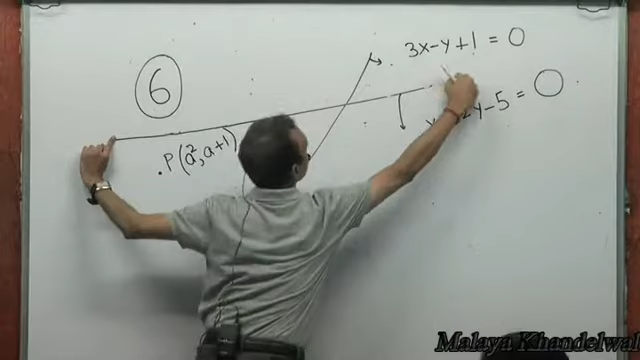 6
3x-y+1=0
y-5=0
.P(a²,a+1)
Malaya Khandelwal